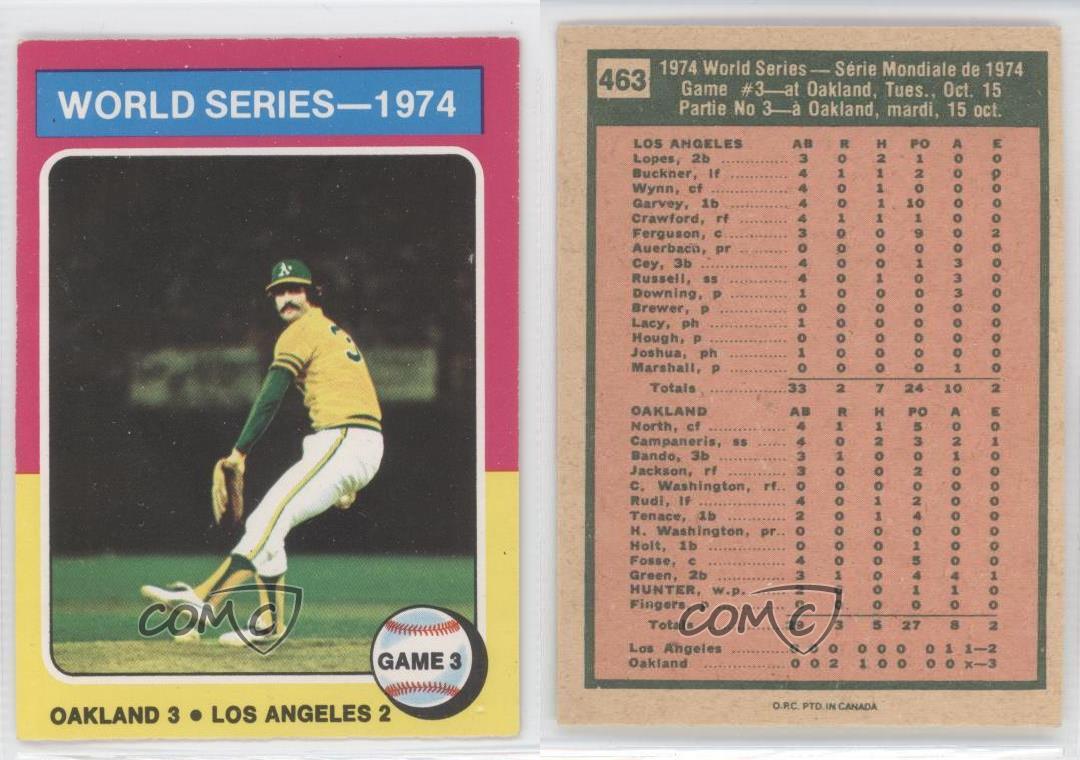 WORLD SERIES—1974
A's
3
GAME 3
OAKLAND 3 • LOS ANGELES 2
COMC
463
1974 World Series — Série Mondiale de 1974
Game #3—at Oakland, Tues., Oct. 15
Partie No 3—à Oakland, mardi, 15 oct.
LOS ANGELES AB R H PO A E
Lopes, 2b 3 0 2 1 0 0
Buckner, lf 4 1 1 2 0 0
Wynn, cf 4 0 1 0 0 0
Garvey, 1b 4 0 1 10 0 0
Crawford, rf 4 1 1 1 0 0
Ferguson, c 3 0 0 9 0 2
Auerbach, pr 0 0 0 0 0 0
Cey, 3b 4 0 0 1 3 0
Russell, ss 4 0 1 0 3 0
Downing, p 1 0 0 0 3 0
Brewer, p 0 0 0 0 0 0
Lacy, ph 1 0 0 0 0 0
Hough, p 0 0 0 0 0 0
Joshua, ph 1 0 0 0 0 0
Marshall, p 0 0 0 0 1 0
Totals 33 2 7 24 10 2
OAKLAND AB R H PO A E
North, cf 4 1 1 5 0 0
Campaneris, ss 4 0 2 3 2 1
Bando, 3b 3 1 0 0 1 0
Jackson, rf 3 0 0 2 0 0
C. Washington, rf.. 0 0 0 0 0 0
Rudi, lf 4 0 1 2 0 0
Tenace, 1b 2 0 1 4 0 0
H. Washington, pr.. 0 0 0 0 0 0
Holt, 1b 0 0 0 1 0 0
Fosse, c 4 0 0 5 0 0
Green, 2b 3 1 0 4 4 1
HUNTER, w.p. 2 0 0 1 1 0
Fingers 0 0 0 0 0
Totals 29 3 5 27 8 2
Los Angeles 0 0 0 0 0 0 0 1 1—2
Oakland 0 0 2 1 0 0 0 0 x—3
COMC
O.P.C. PTD. IN CANADA